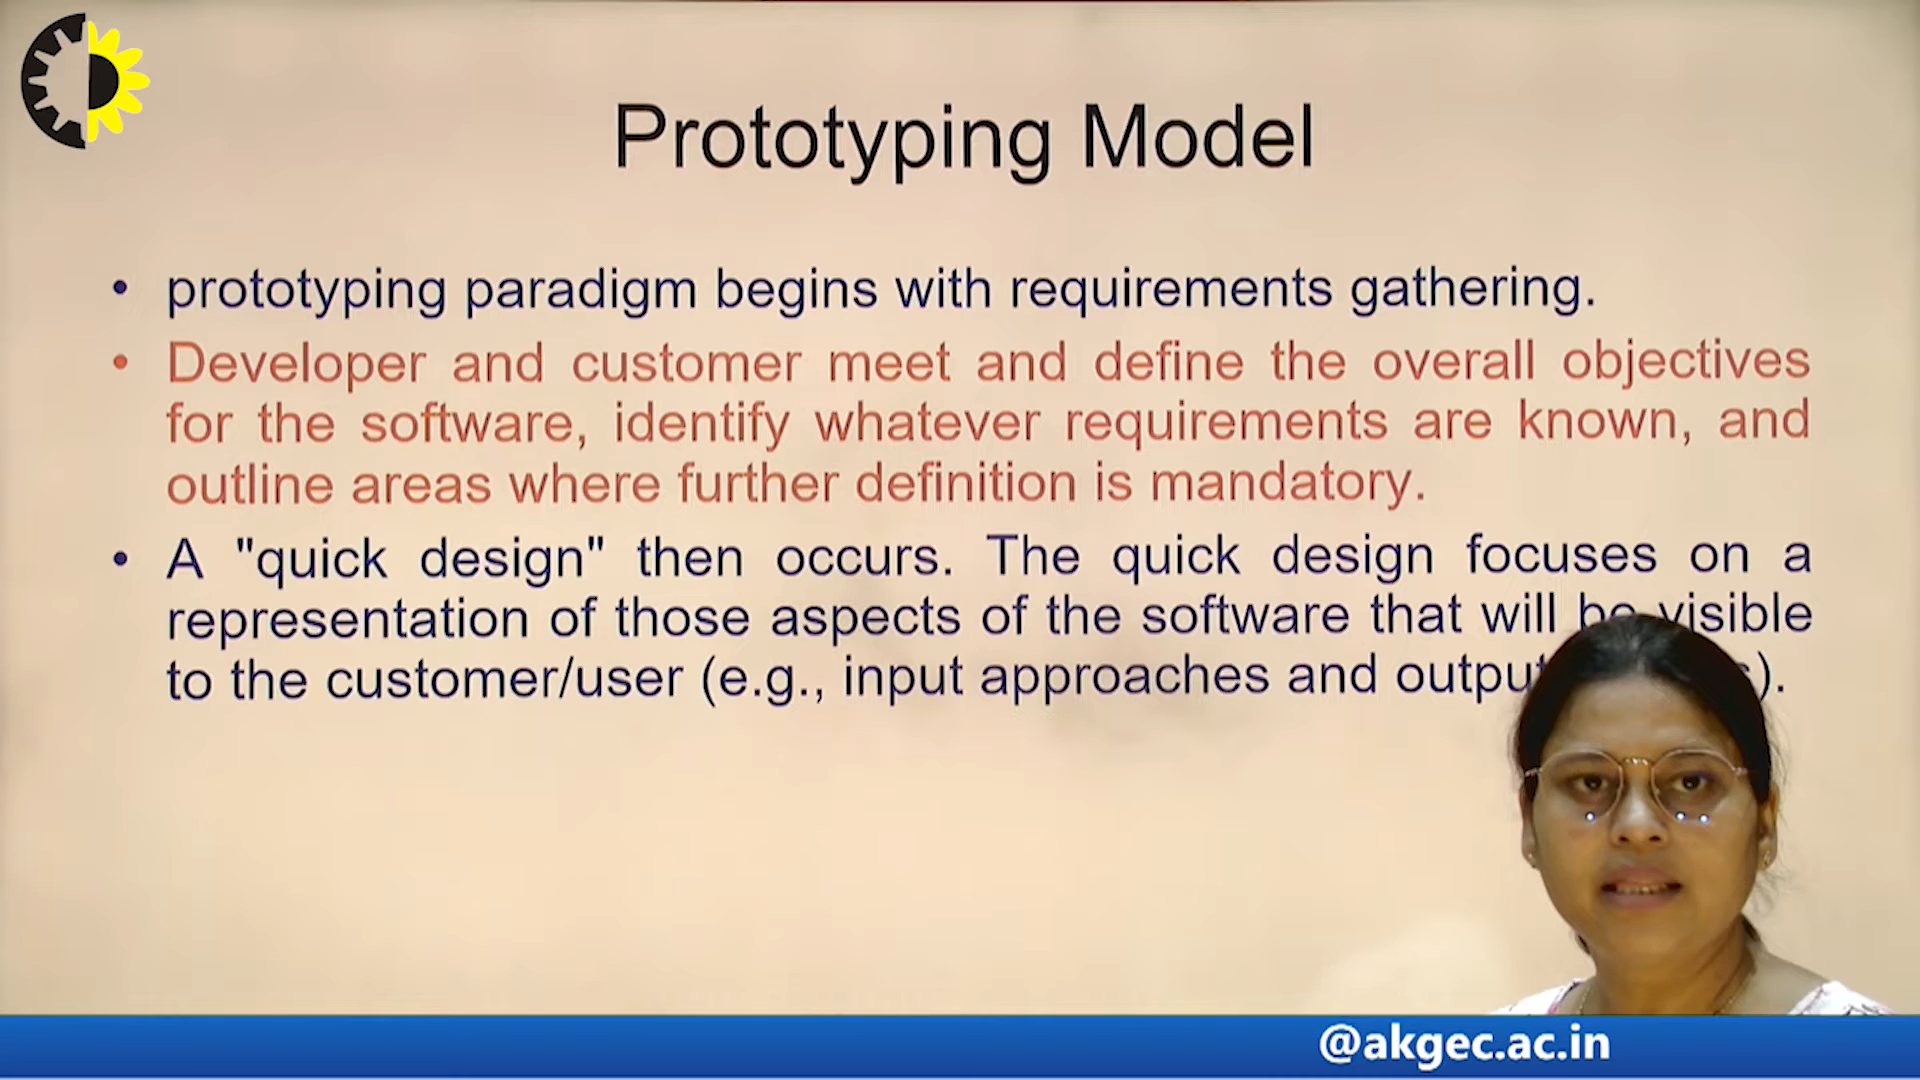 Prototyping Model
• prototyping paradigm begins with requirements gathering.
• Developer and customer meet and define the overall objectives
for the software, identify whatever requirements are known, and
outline areas where further definition is mandatory.
• A "quick design" then occurs. The quick design focuses on a
representation of those aspects of the software that will be visible
to the customer/user (e.g., input approaches and output ).
@akgec.ac.in